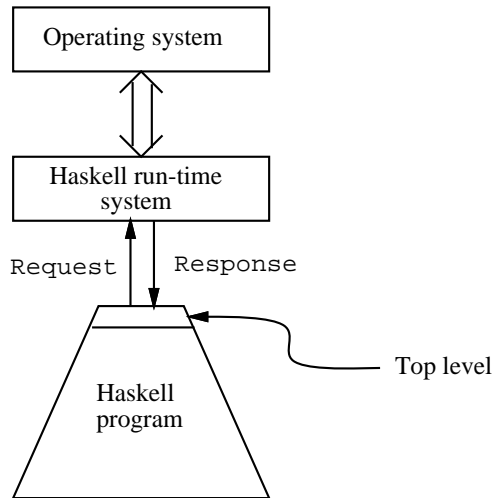 Operating system
Haskell run-time
system
Request
Response
Top level
Haskell
program